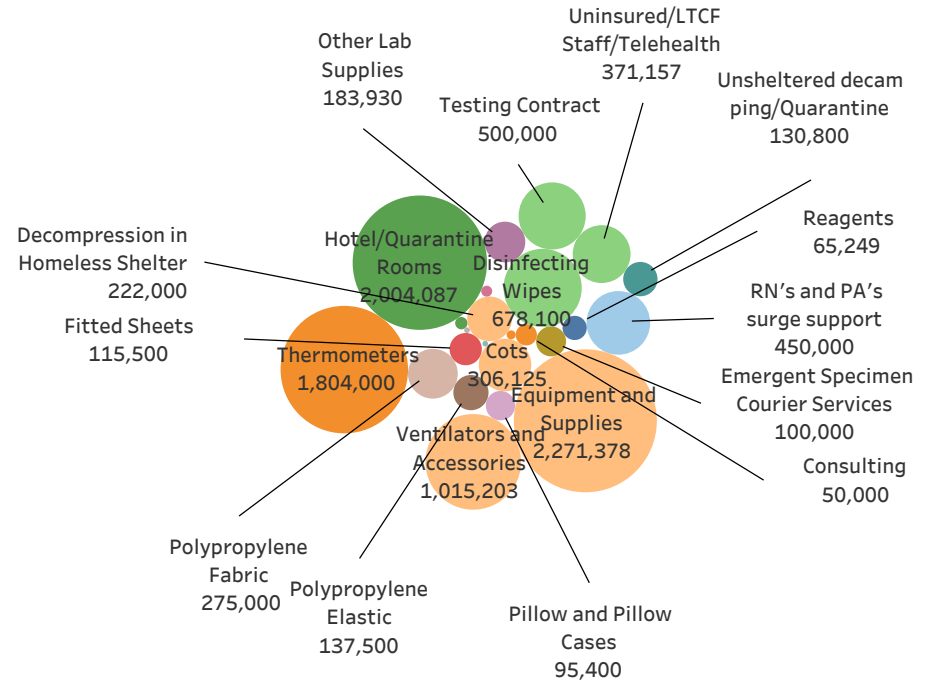 Uninsured/LTCF
Staff/Telehealth
371,157
Other Lab
Supplies
183,930
Testing Contract
500,000
Unsheltered decam
ping/Quarantine
130,800
Reagents
65,249
Decompression in
Homeless Shelter
222,000
Hotel/Quarantine
Rooms
2,004,087
Disinfecting
Wipes
678,100
RN's and PA's
surge support
450,000
Fitted Sheets
115,500
Thermometers
1,804,000
Cots
306,125
Equipment and
Supplies
2,271,378
Emergent Specimen
Courier Services
100,000
Ventilators and
Accessories
1,015,203
Consulting
50,000
Polypropylene
Fabric
275,000
Polypropylene
Elastic
137,500
Pillow and Pillow
Cases
95,400